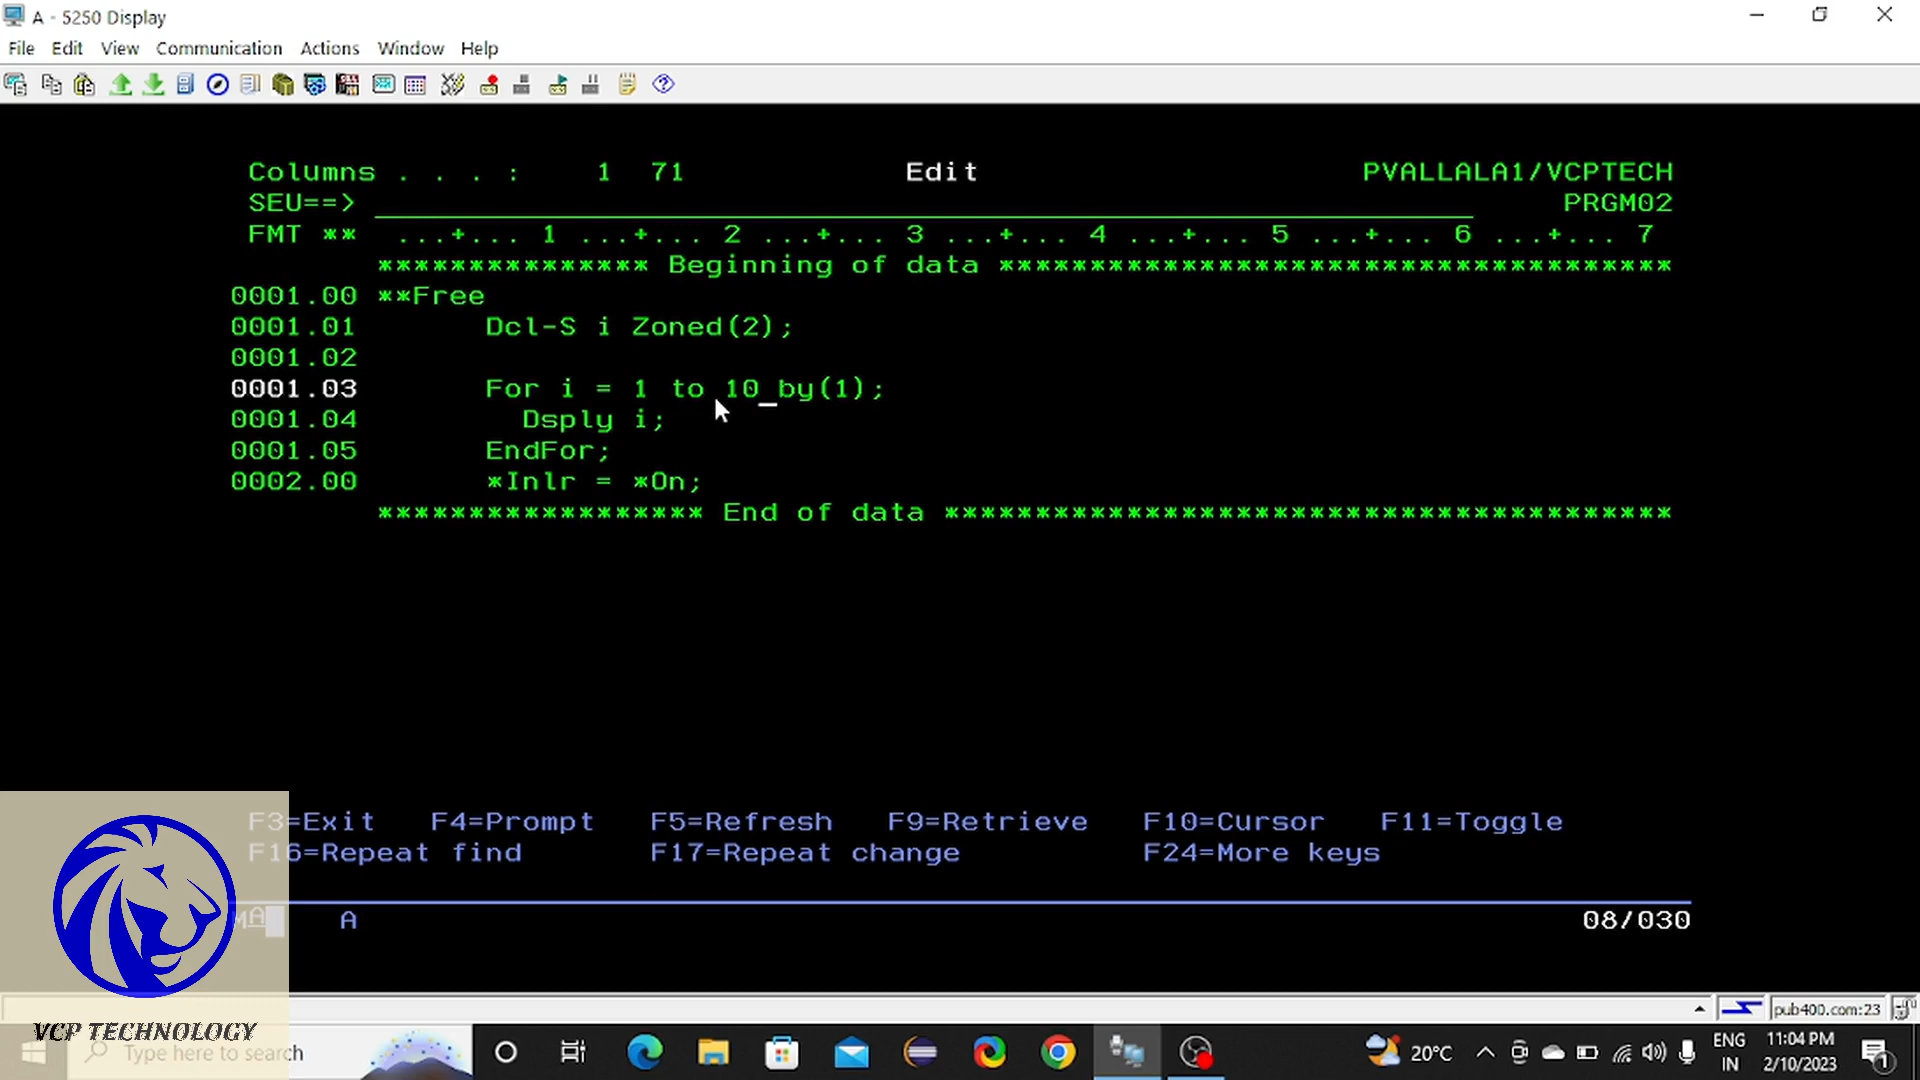 A - 5250 Display
File Edit View Communication Actions Window Help
Columns . . . : 1 71 Edit PVALLALA1/VCPTECH
SEU==> PRGM02
FMT ** ...+... 1 ...+... 2 ...+... 3 ...+... 4 ...+... 5 ...+... 6 ...+... 7
*************** Beginning of data *************************************
0001.00 **Free
0001.01 Dcl-S i Zoned(2);
0001.02
0001.03 For i = 1 to 10 by(1);
0001.04 Dsply i;
0001.05 EndFor;
0002.00 *Inlr = *On;
****************** End of data ****************************************
F3=Exit F4=Prompt F5=Refresh F9=Retrieve F10=Cursor F11=Toggle
F16=Repeat find F17=Repeat change F24=More keys
MA A 08/030
VCP TECHNOLOGY
pub400.com:23
Type here to search
20°C
ENG
IN
11:04 PM
2/10/2023
1